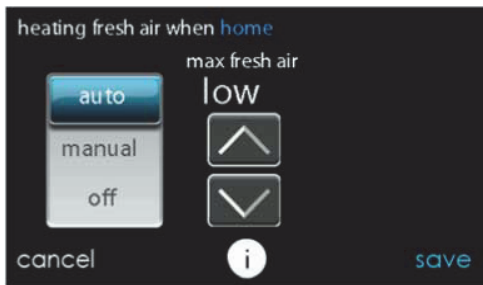 heating fresh air when home
max fresh air
low
auto
manual
off
cancel
i
save